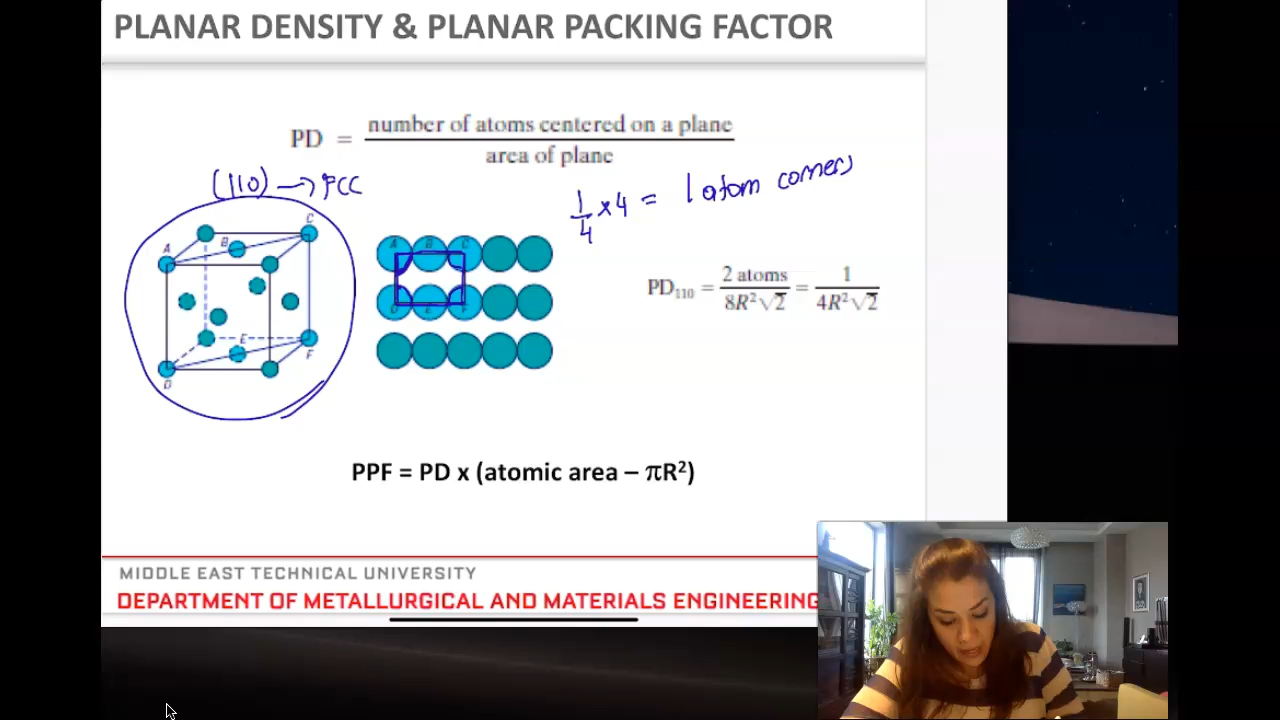 PLANAR DENSITY & PLANAR PACKING FACTOR
PD = number of atoms centered on a plane / area of plane
(110) → FCC
1/4 x 4 = 1 atom corners
A B C
D E F
A B C
D E F
PD₁₁₀ = 2 atoms / 8R²√2 = 1 / 4R²√2
PPF = PD x (atomic area – πR²)
MIDDLE EAST TECHNICAL UNIVERSITY
DEPARTMENT OF METALLURGICAL AND MATERIALS ENGINEERING